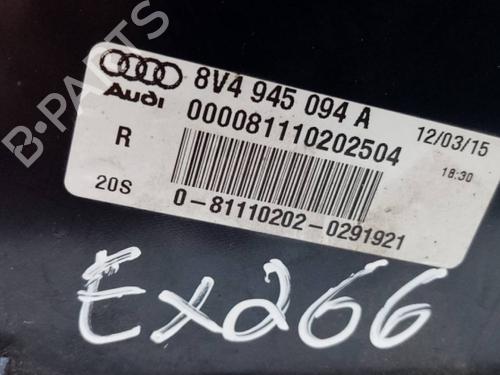 8V4 945 094 A
Audi
000081110202504
12/03/15
R
18:30
20S
0-81110202-0291921
Ex266
B-PARTS